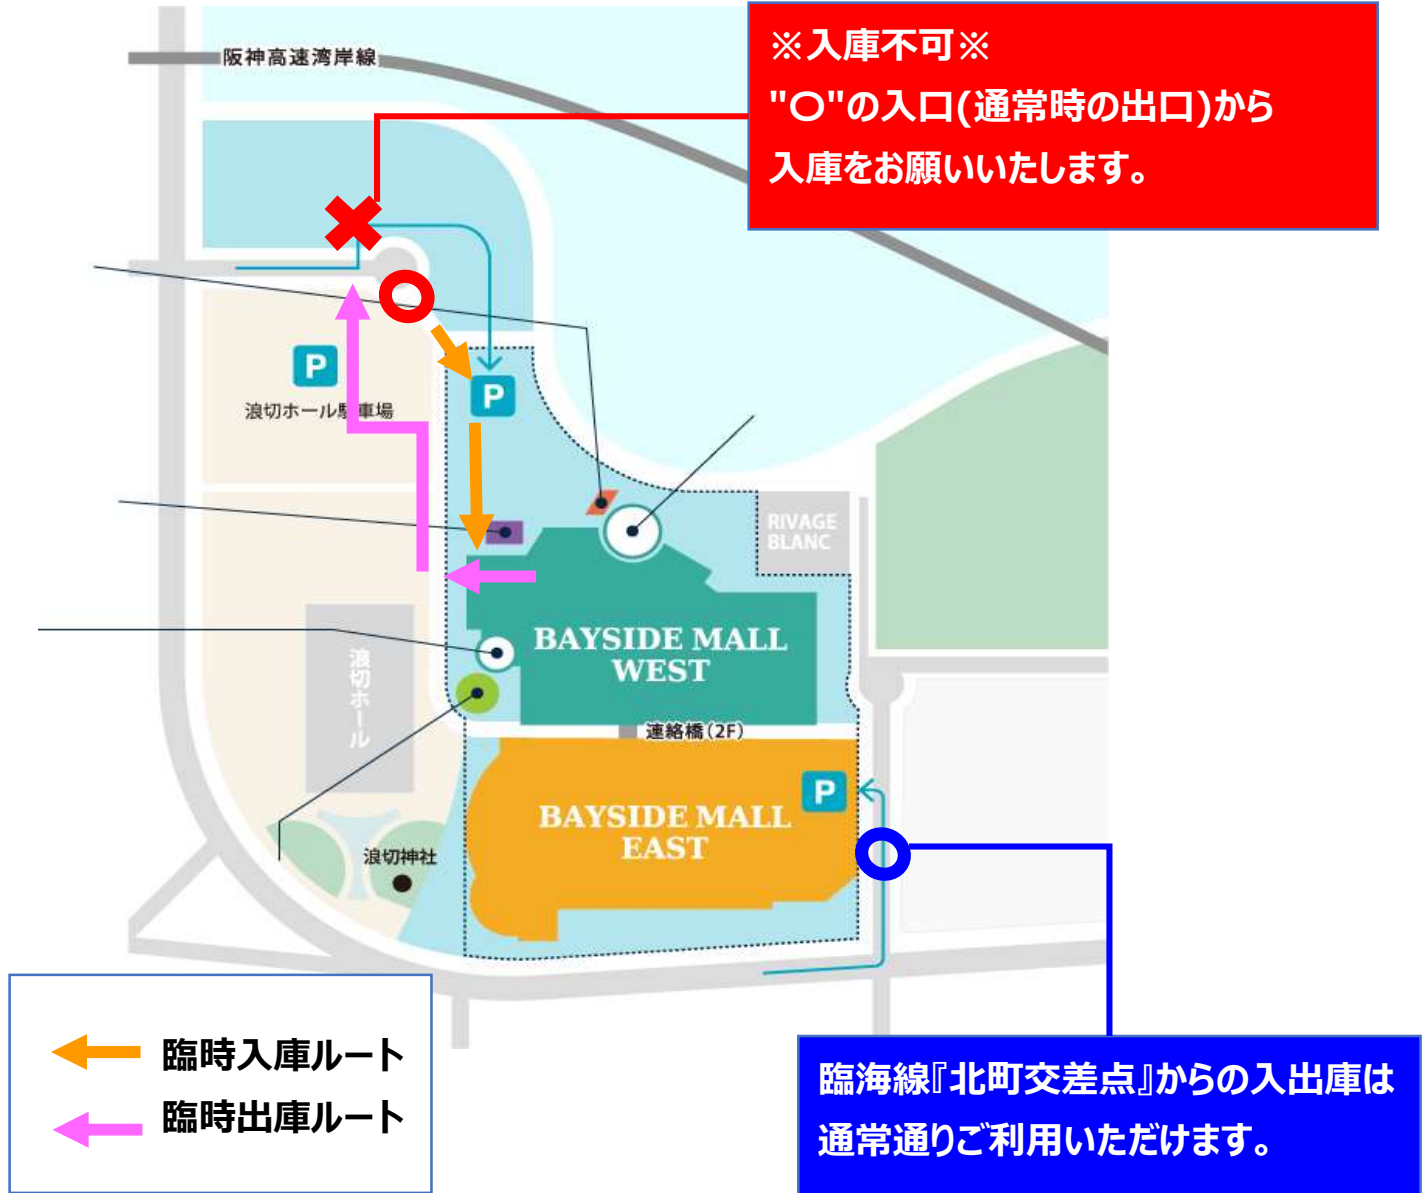 阪神高速湾岸線
※入庫不可※
"〇"の入口(通常時の出口)から
入庫をお願いいたします。
P
浪切ホール駐車場
P
RIVAGE
BLANC
BAYSIDE MALL
WEST
浪切ホール
連絡橋(2F)
P
BAYSIDE MALL
EAST
浪切神社
臨時入庫ルート
臨時出庫ルート
臨海線『北町交差点』からの入出庫は
通常通りご利用いただけます。